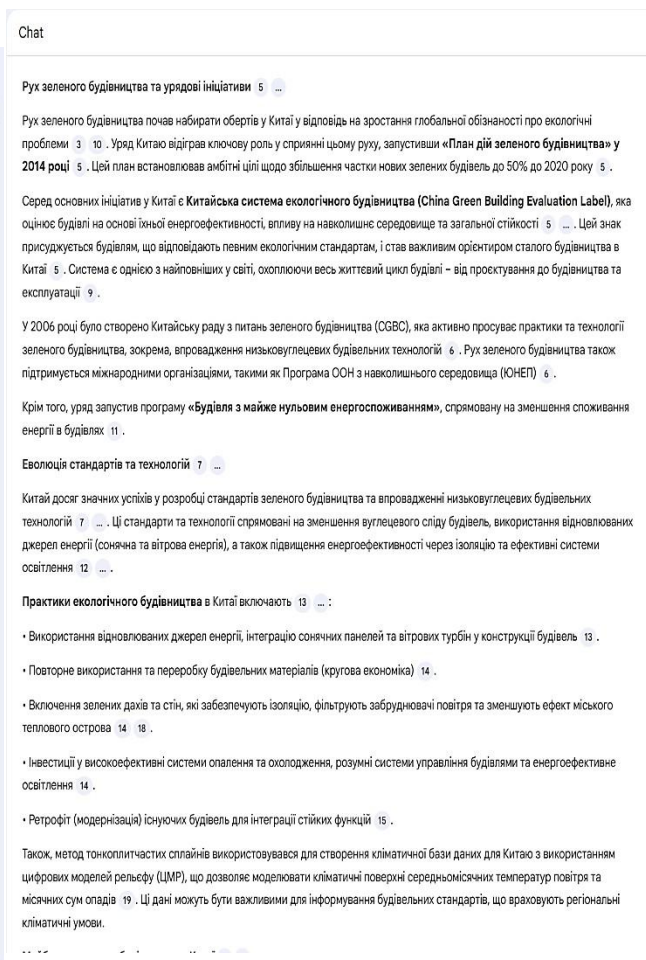 Chat
Рух зеленого будівництва та урядові ініціативи 5 ...
Рух зеленого будівництва почав набирати обертів у Китаї у відповідь на зростання глобальної обізнаності про екологічні
проблеми 3 10 . Уряд Китаю відіграв ключову роль у сприянні цьому руху, запустивши «План дій зеленого будівництва» у
2014 році 5 . Цей план встановлював амбітні цілі щодо збільшення частки нових зелених будівель до 50% до 2020 року 5 .
Серед основних ініціатив у Китаї є Китайська система екологічного будівництва (China Green Building Evaluation Label), яка
оцінює будівлі на основі їхньої енергоефективності, впливу на навколишнє середовище та загальної стійкості 5 ... . Цей знак
присуджується будівлям, що відповідають певним екологічним стандартам, і став важливим орієнтиром сталого будівництва в
Китаї 5 . Система є однією з найповніших у світі, охоплюючи весь життєвий цикл будівлі – від проєктування до будівництва та
експлуатації 9 .
У 2006 році було створено Китайську раду з питань зеленого будівництва (CGBC), яка активно просуває практики та технології
зеленого будівництва, зокрема, впровадження низьковуглецевих будівельних технологій 6 . Рух зеленого будівництва також
підтримується міжнародними організаціями, такими як Програма ООН з навколишнього середовища (ЮНЕП) 6 .
Крім того, уряд запустив програму «Будівля з майже нульовим енергоспоживанням», спрямовану на зменшення споживання
енергії в будівлях 11 .
Еволюція стандартів та технологій 7 ...
Китай досяг значних успіхів у розробці стандартів зеленого будівництва та впровадженні низьковуглецевих будівельних
технологій 7 ... . Ці стандарти та технології спрямовані на зменшення вуглецевого сліду будівель, використання відновлюваних
джерел енергії (сонячна та вітрова енергія), а також підвищення енергоефективності через ізоляцію та ефективні системи
освітлення 12 ... .
Практики екологічного будівництва в Китаї включають 13 ... :
• Використання відновлюваних джерел енергії, інтеграцію сонячних панелей та вітрових турбін у конструкції будівель 13 .
• Повторне використання та переробку будівельних матеріалів (кругова економіка) 14 .
• Включення зелених дахів та стін, які забезпечують ізоляцію, фільтрують забруднювачі повітря та зменшують ефект міського
теплового острова 14 18 .
• Інвестиції у високоефективні системи опалення та охолодження, розумні системи управління будівлями та енергоефективне
освітлення 14 .
• Ретрофіт (модернізація) існуючих будівель для інтеграції стійких функцій 15 .
Також, метод тонкоплитчастих сплайнів використовувався для створення кліматичної бази даних для Китаю з використанням
цифрових моделей рельєфу (ЦМР), що дозволяє моделювати кліматичні поверхні середньомісячних температур повітря та
місячних сум опадів 19 . Ці дані можуть бути важливими для інформування будівельних стандартів, що враховують регіональні
кліматичні умови.